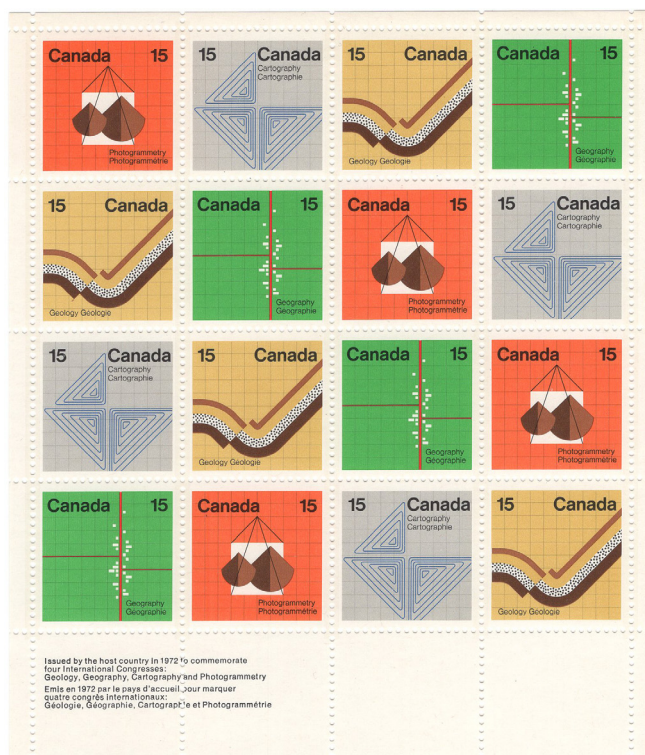 Canada 15
Photogrammetry
Photogrammétrie
15 Canada
Cartography
Cartographie
15 Canada
Geology Géologie
Canada 15
Geography
Géographie
15 Canada
Geology Géologie
Canada 15
Geography
Géographie
Canada 15
Photogrammetry
Photogrammétrie
15 Canada
Cartography
Cartographie
15 Canada
Cartography
Cartographie
15 Canada
Geology Géologie
Canada 15
Geography
Géographie
Canada 15
Photogrammetry
Photogrammétrie
Canada 15
Geography
Géographie
Canada 15
Photogrammetry
Photogrammétrie
15 Canada
Cartography
Cartographie
15 Canada
Geology Géologie
Issued by the host country in 1972 to commemorate
four International Congresses:
Geology, Geography, Cartography and Photogrammetry
Emis en 1972 par le pays d'accueil pour marquer
quatre congrès internationaux:
Géologie, Géographie, Cartographie et Photogrammétrie